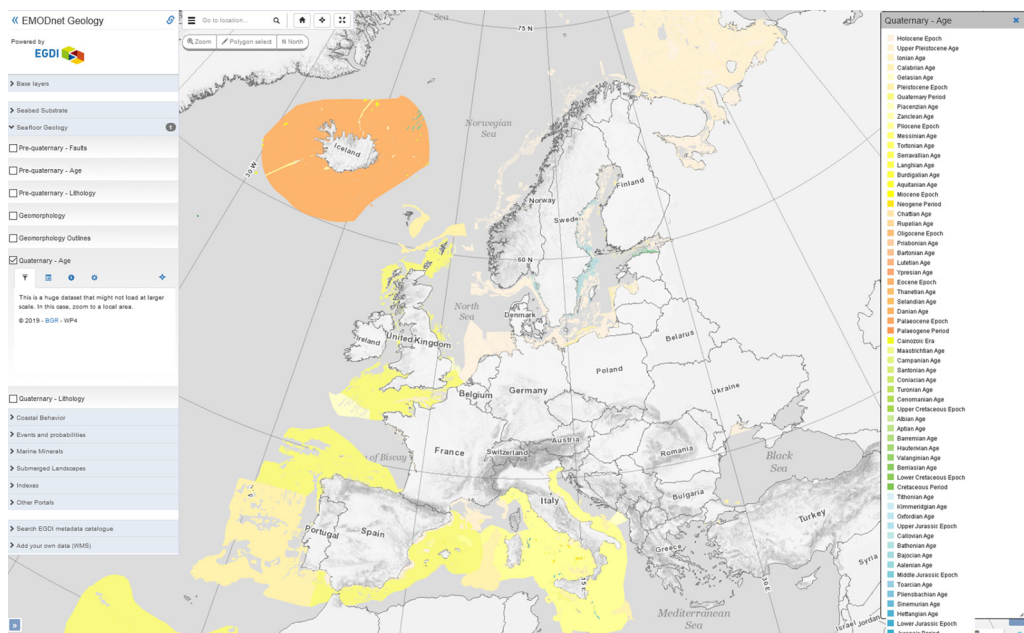 « EMODnet Geology
Powered by
EGDI
Base layers
Seabed Substrate
Seafloor Geology
1
Pre-quaternary - Faults
Pre-quaternary - Age
Pre-quaternary - Lithology
Geomorphology
Geomorphology Outlines
Quaternary - Age
This is a huge dataset that might not load at larger
scale. In this case, zoom to a local area.
© 2019 - BGR - WP4
Quaternary - Lithology
Coastal Behavior
Events and probabilities
Marine Minerals
Submerged Landscapes
Indexes
Other Portals
Search EGDI metadata catalogue
Add your own data (WMS)
Go to location...
Zoom
Polygon select
North
Sea
75 N
Norwegian
Sea
Iceland
30 W
Finland
Norway
Sweden
60 N
North
Sea
Denmark
Ireland
United Kingdom
Belarus
Poland
Belgium
Germany
Ukraine
Austria
France
Switzerland
Romania
Black
Sea
of Biscay
Italy
Bulgaria
Portugal
Spain
Turkey
Greece
Syria
15 E
30 E
Mediterranean
Sea
Israel
Jordan
Quaternary - Age
Holocene Epoch
Upper Pleistocene Age
Ionian Age
Calabrian Age
Gelasian Age
Pleistocene Epoch
Quaternary Period
Piacenzian Age
Zanclean Age
Pliocene Epoch
Messinian Age
Tortonian Age
Serravallian Age
Langhian Age
Burdigalian Age
Aquitanian Age
Miocene Epoch
Neogene Period
Chattian Age
Rupelian Age
Oligocene Epoch
Priabonian Age
Bartonian Age
Lutetian Age
Ypresian Age
Eocene Epoch
Thanetian Age
Selandian Age
Danian Age
Palaeocene Epoch
Palaeogene Period
Cainozoic Era
Maastrichtian Age
Campanian Age
Santonian Age
Coniacian Age
Turonian Age
Cenomanian Age
Upper Cretaceous Epoch
Albian Age
Aptian Age
Barremian Age
Hauterivian Age
Valanginian Age
Berriasian Age
Lower Cretaceous Epoch
Cretaceous Period
Tithonian Age
Kimmeridgian Age
Oxfordian Age
Upper Jurassic Epoch
Callovian Age
Bathonian Age
Bajocian Age
Aalenian Age
Middle Jurassic Epoch
Toarcian Age
Pliensbachian Age
Sinemurian Age
Hettangian Age
Lower Jurassic Epoch
Jurassic Period